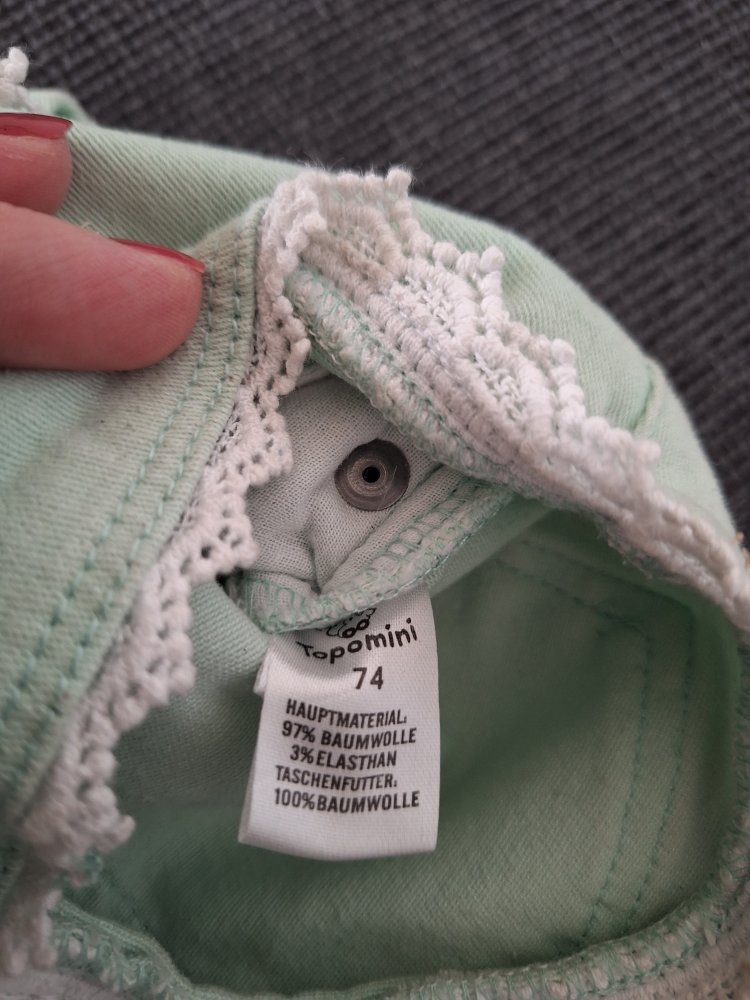 Topomini
74
HAUPTMATERIAL:
97% BAUMWOLLE
3% ELASTHAN
TASCHENFUTTER:
100%BAUMWOLLE